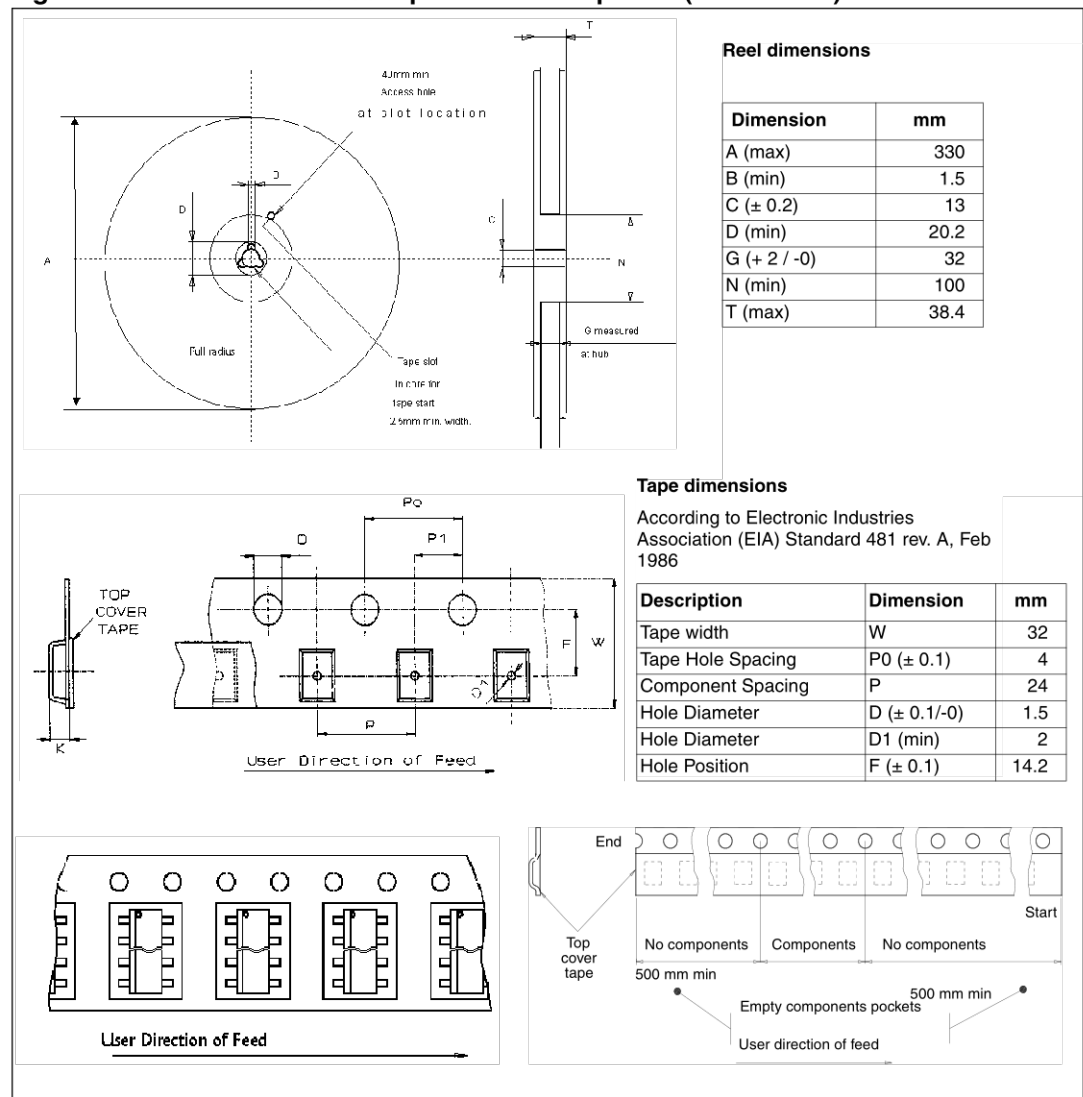 Reel dimensions
Dimension mm
A (max) 330
B (min) 1.5
C (± 0.2) 13
D (min) 20.2
G (+ 2 / -0) 32
N (min) 100
T (max) 38.4
T
40mm min
Access hole
at slot location
D
A
C
N
G measured
at hub
Full radius
Tape slot
In core for
tape start
2.5mm min. width.
Tape dimensions
According to Electronic Industries
Association (EIA) Standard 481 rev. A, Feb
1986
Description Dimension mm
Tape width W 32
Tape Hole Spacing P0 (± 0.1) 4
Component Spacing P 24
Hole Diameter D (± 0.1/-0) 1.5
Hole Diameter D1 (min) 2
Hole Position F (± 0.1) 14.2
Po
D
P1
TOP
COVER
TAPE
F
W
K
P
User Direction of Feed
User Direction of Feed
End
Start
Top
cover
tape
No components Components No components
500 mm min
500 mm min
Empty components pockets
User direction of feed